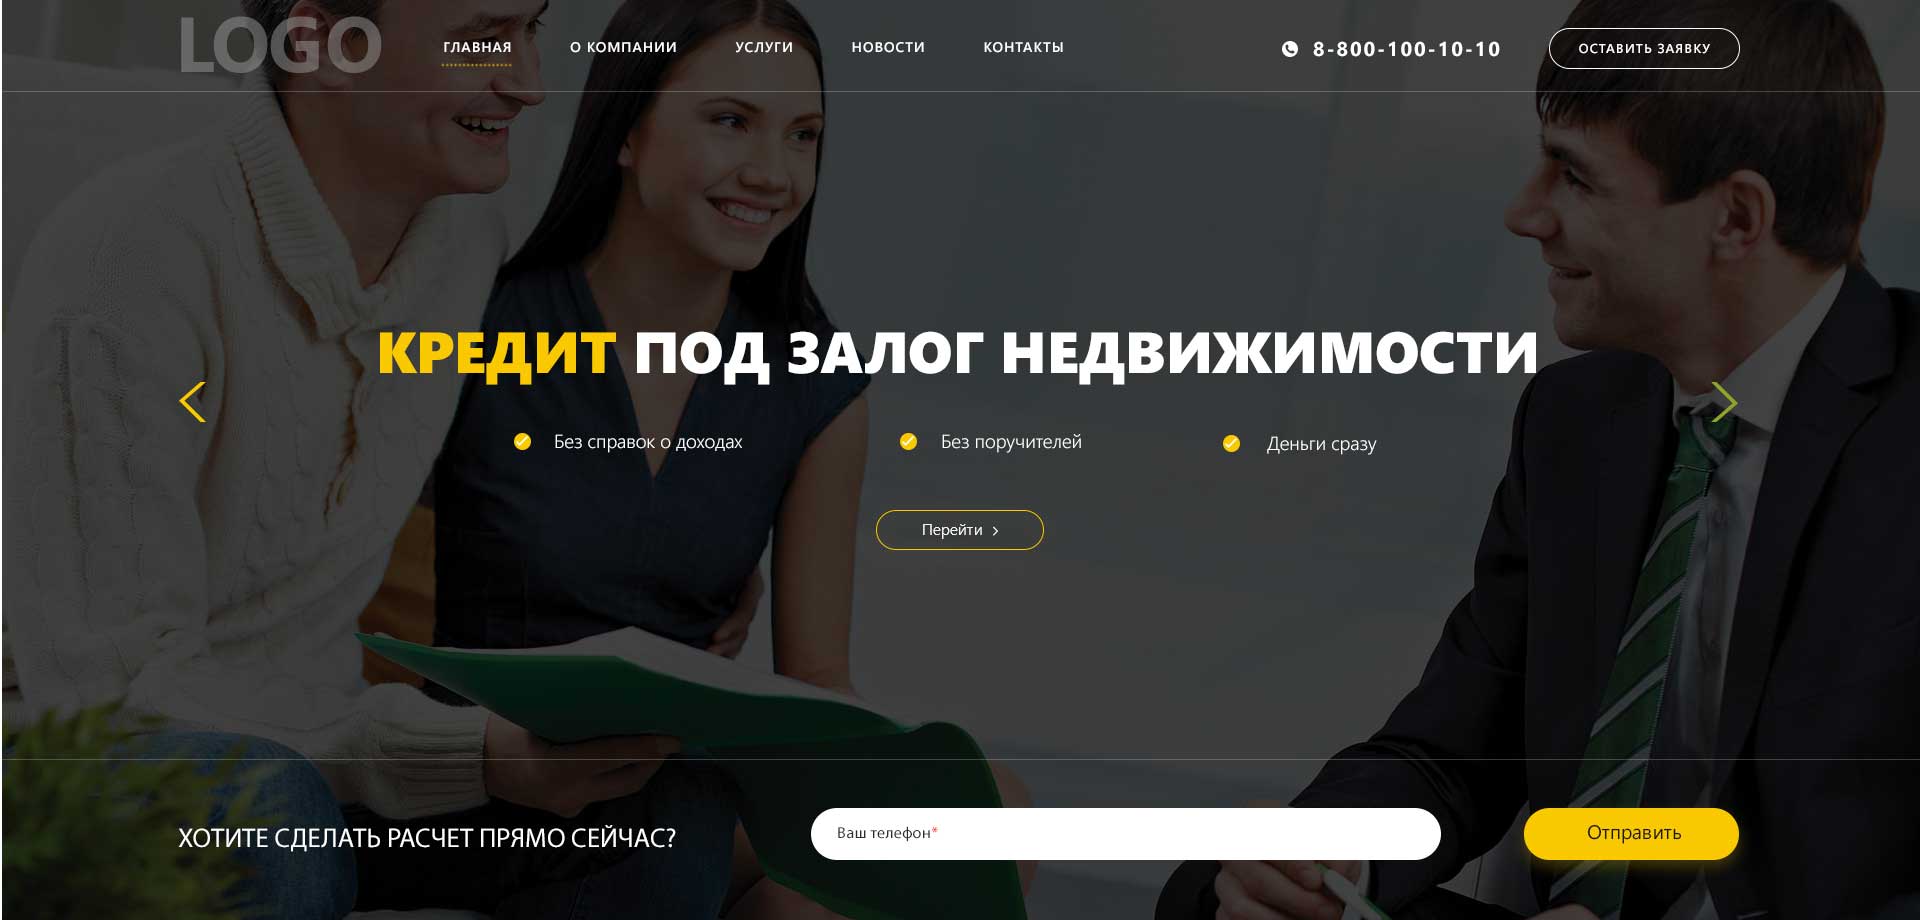 LOGO
ГЛАВНАЯ
О КОМПАНИИ
УСЛУГИ
НОВОСТИ
КОНТАКТЫ
8-800-100-10-10
ОСТАВИТЬ ЗАЯВКУ
КРЕДИТ ПОД ЗАЛОГ НЕДВИЖИМОСТИ
Без справок о доходах
Без поручителей
Деньги сразу
Перейти
ХОТИТЕ СДЕЛАТЬ РАСЧЕТ ПРЯМО СЕЙЧАС?
Ваш телефон*
Отправить